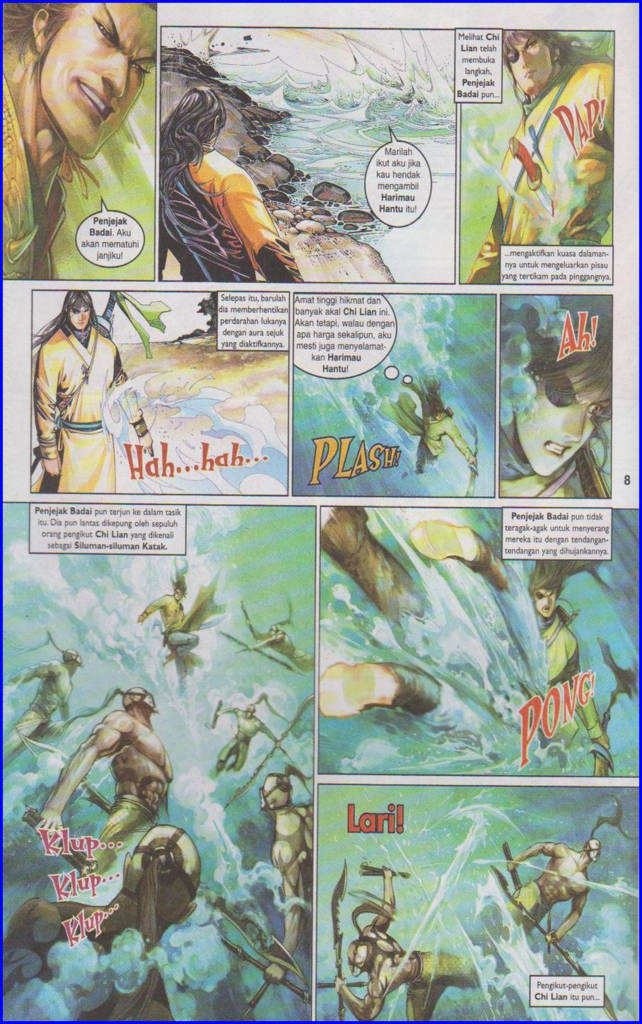 Penjejak
Badai. Aku
akan mematuhi
janjiku!
Marilah
ikut aku jika
kau hendak
mengambil
Harimau
Hantu itu!
Melihat Chi
Lian telah
membuka
langkah,
Penjejak
Badai pun...
DAP!
...mengaktifkan kuasa dalaman-
nya untuk mengeluarkan pisau
yang tertikam pada pinggangnya.
Selepas itu, barulah
dia memberhentikan
perdarahan lukanya
dengan aura sejuk
yang diaktifkannya.
Hah...hah...
Amat tinggi hikmat dan
banyak akal Chi Lian ini.
Akan tetapi, walau dengan
apa harga sekalipun, aku
mesti juga menyelamat-
kan Harimau
Hantu!
PLASH!
Ah!
8
Penjejak Badai pun terjun ke dalam tasik
itu. Dia pun lantas dikepung oleh sepuluh
orang pengikut Chi Lian yang dikenali
sebagai Siluman-siluman Katak.
Klup...
Klup...
Klup...
Penjejak Badai pun tidak
teragak-agak untuk menyerang
mereka itu dengan tendangan-
tendangan yang dihujankannya.
PONG!
Lari!
Pengikut-pengikut
Chi Lian itu pun...